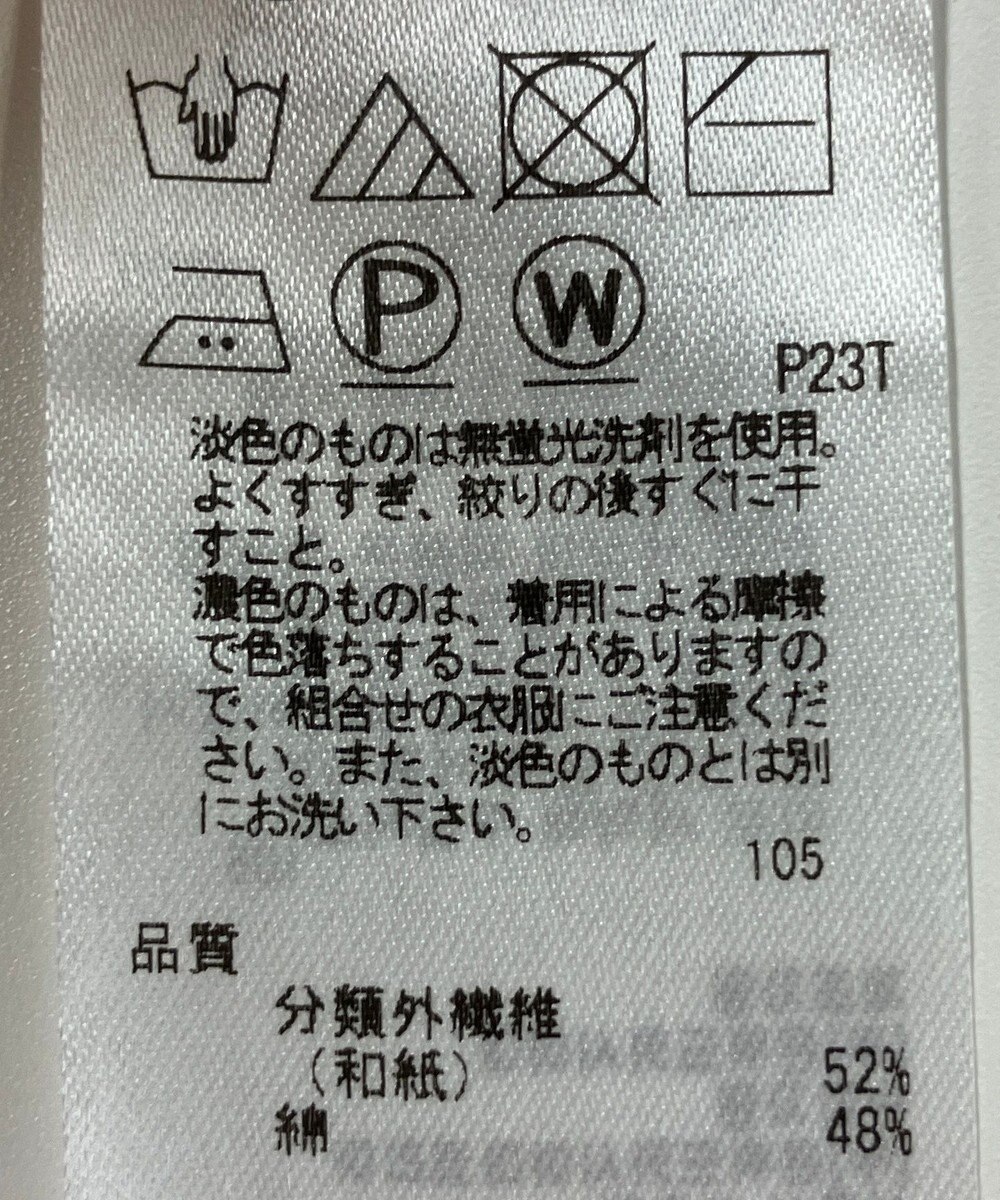 P
W
P23T
淡色のものは無蛍光洗剤を使用。
よくすすぎ、絞りの後すぐに干
すこと。
濃色のものは、着用による摩擦
で色落ちすることがありますの
で、組合せの衣服にご注意くだ
さい。また、淡色のものとは別
にお洗い下さい。
105
品質
分類外繊維
(和紙) 52%
綿 48%